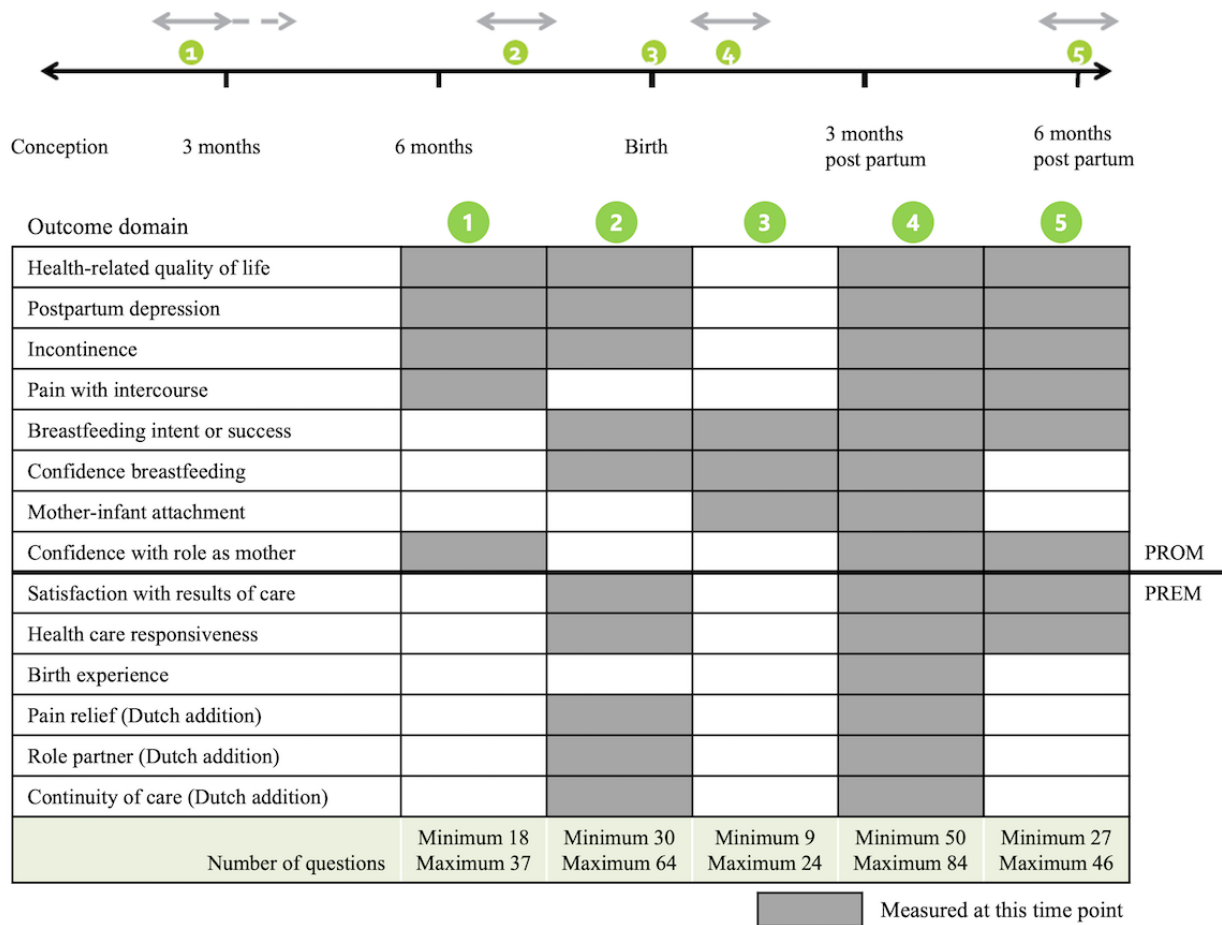 1 2 3 4 5
Conception 3 months 6 months Birth 3 months post partum 6 months post partum
Outcome domain 1 2 3 4 5
Health-related quality of life
Postpartum depression
Incontinence
Pain with intercourse
Breastfeeding intent or success
Confidence breastfeeding
Mother-infant attachment
Confidence with role as mother PROM
Satisfaction with results of care PREM
Health care responsiveness
Birth experience
Pain relief (Dutch addition)
Role partner (Dutch addition)
Continuity of care (Dutch addition)
Number of questions
Minimum 18 Minimum 30 Minimum 9 Minimum 50 Minimum 27
Maximum 37 Maximum 64 Maximum 24 Maximum 84 Maximum 46
Measured at this time point